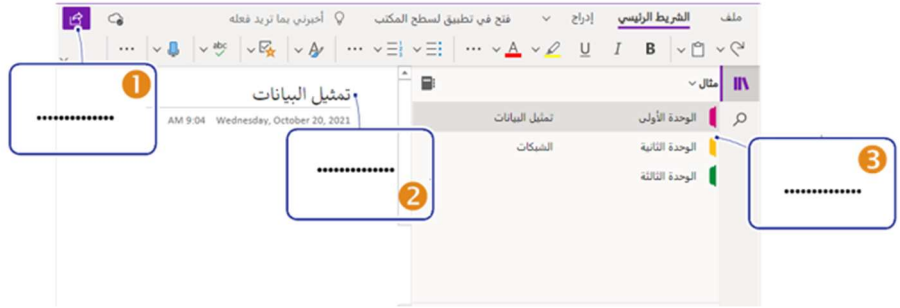 ملف الشريط الرئيسي إدراج فتح في تطبيق لسطح المكتب أخبرني بما تريد فعله
B I U A abc
مثال
تمثيل البيانات
Wednesday, October 20, 2021 9:04 AM
الوحدة الأولى تمثيل البيانات
الوحدة الثانية الشبكات
الوحدة الثالثة
1 ..............
2 ..............
3 ..............